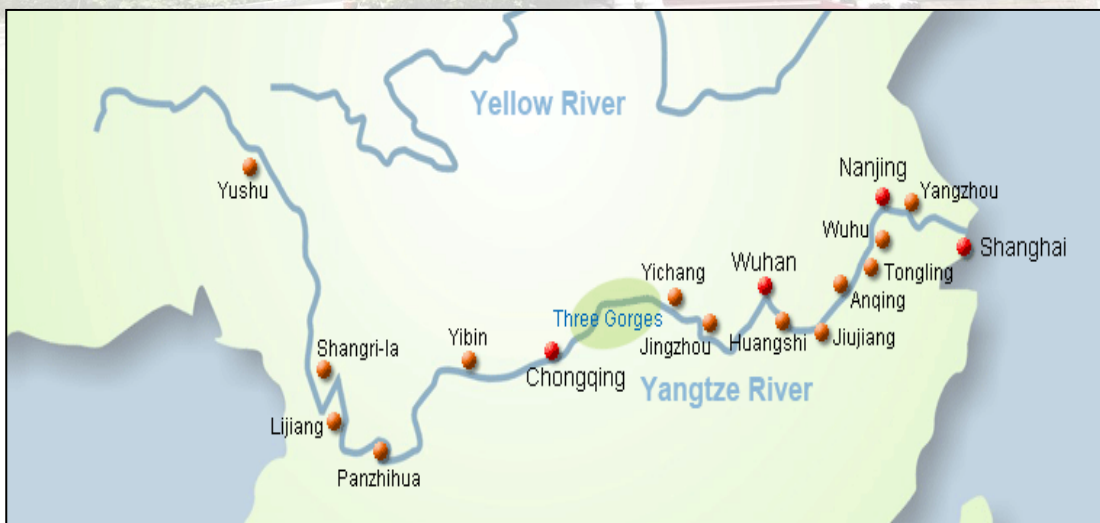 Yellow River
Yushu
Nanjing
Yangzhou
Wuhu
Shanghai
Tongling
Yichang
Wuhan
Anqing
Three Gorges
Yibin
Jingzhou
Huangshi
Jiujiang
Shangri-la
Chongqing
Yangtze River
Lijiang
Panzhihua